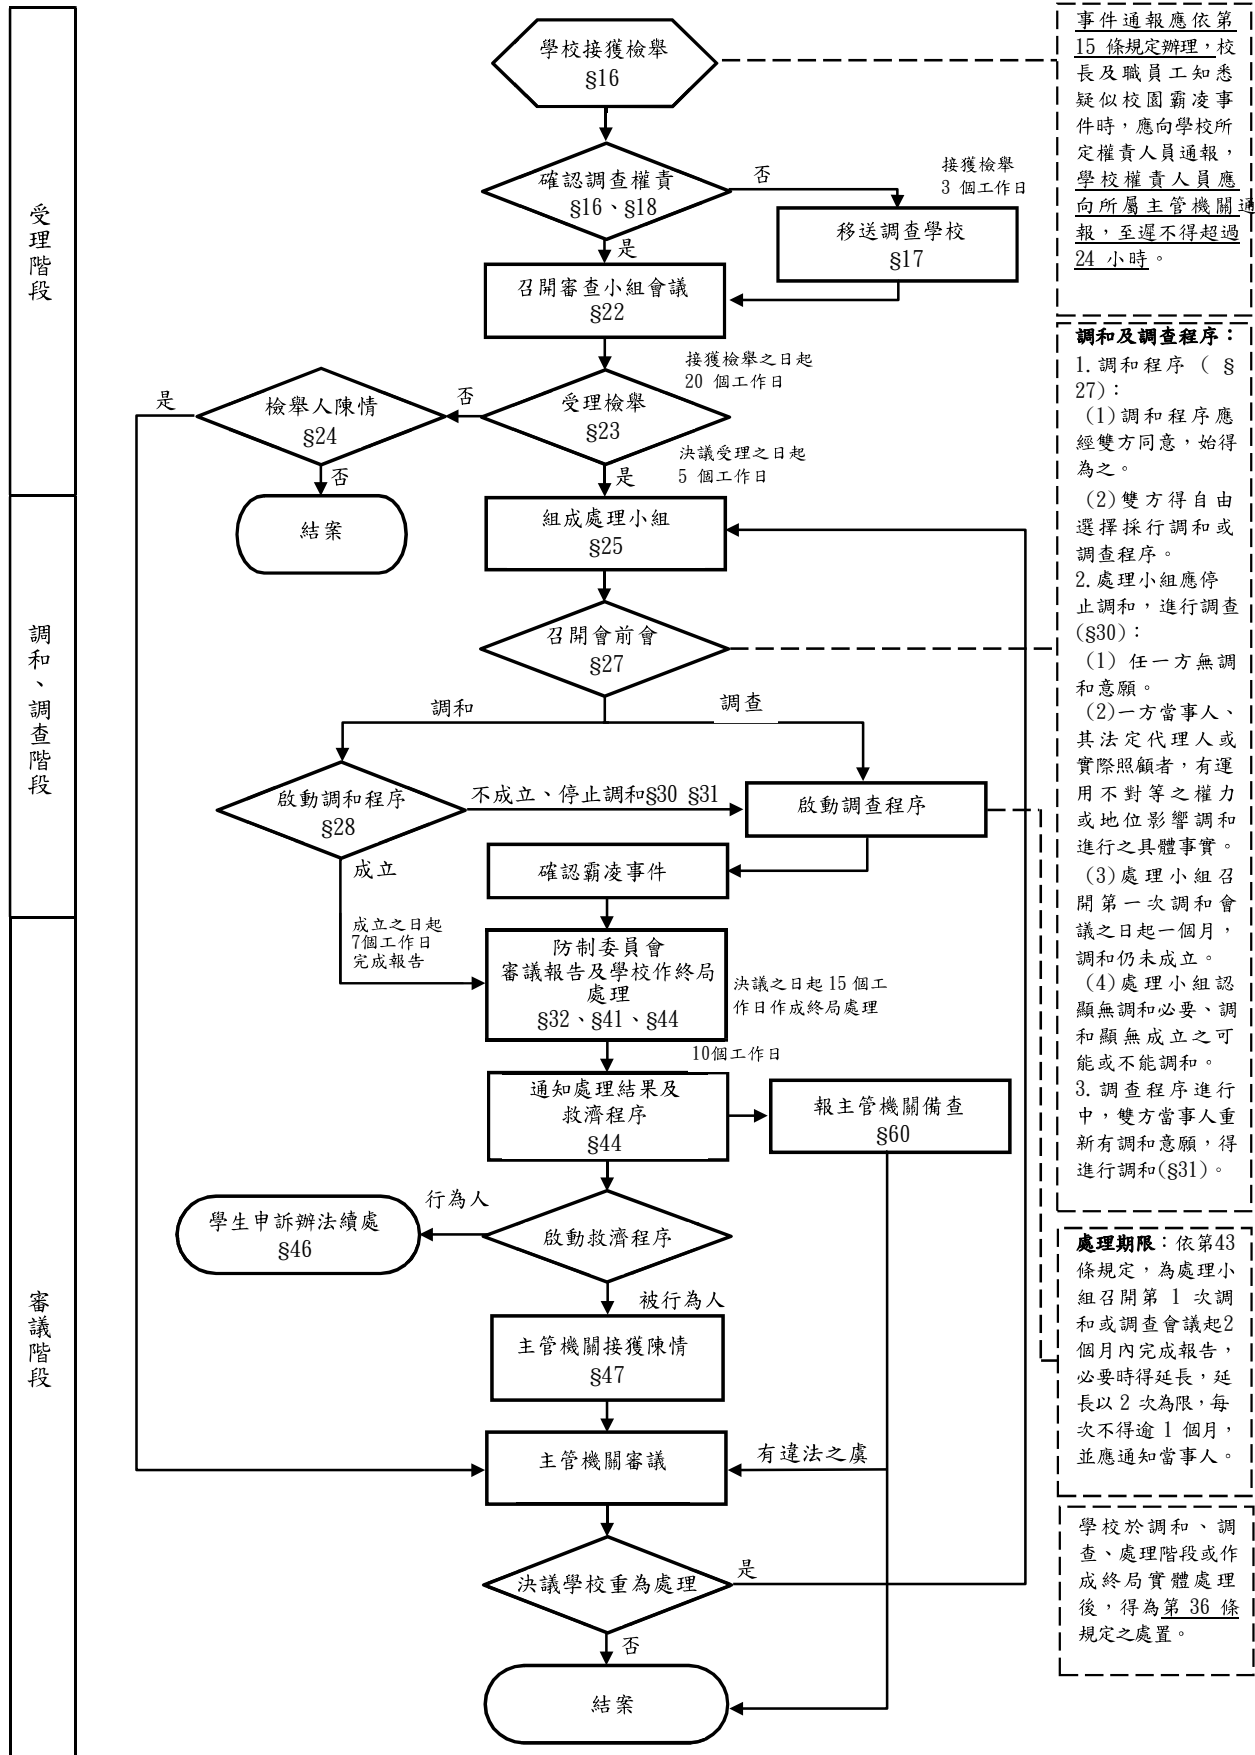 受理階段
學校接獲檢舉
§16
確認調查權責
§16、§18
否
接獲檢舉
3 個工作日
移送調查學校
§17
是
召開審查小組會議
§22
接獲檢舉之日起
20 個工作日
受理檢舉
§23
否
檢舉人陳情
§24
是
否
結案
決議受理之日起
5 個工作日
是
調和、調查階段
組成處理小組
§25
召開會前會
§27
調和
調查
啟動調和程序
§28
不成立、停止調和§30 §31
啟動調查程序
成立
確認霸凌事件
審議階段
成立之日起
7個工作日
完成報告
防制委員會
審議報告及學校作終局
處理
§32、§41、§44
決議之日起 15 個工
作日作成終局處理
10個工作日
通知處理結果及
救濟程序
§44
報主管機關備查
§60
行為人
學生申訴辦法續處
§46
啟動救濟程序
被行為人
主管機關接獲陳情
§47
主管機關審議
有違法之虞
決議學校重為處理
是
否
結案
事件通報應依第
15 條規定辦理，校
長及職員工知悉
疑似校園霸凌事
件時，應向學校所
定權責人員通報，
學校權責人員應
向所屬主管機關通
報，至遲不得超過
24 小時。
調和及調查程序：
1.調和程序（ §
27)：
(1)調和程序應
經雙方同意，始得
為之。
(2)雙方得自由
選擇採行調和或
調查程序。
2.處理小組應停
止調和，進行調查
(§30)：
(1) 任一方無調
和意願。
(2)一方當事人、
其法定代理人或
實際照顧者，有運
用不對等之權力
或地位影響調和
進行之具體事實。
(3)處理小組召
開第一次調和會
議之日起一個月，
調和仍未成立。
(4)處理小組認
顯無調和必要、調
和顯無成立之可
能或不能調和。
3.調查程序進行
中，雙方當事人重
新有調和意願，得
進行調和(§31)。
處理期限：依第43
條規定，為處理小
組召開第 1 次調
和或調查會議起2
個月內完成報告，
必要時得延長，延
長以 2 次為限，每
次不得逾 1 個月，
並應通知當事人。
學校於調和、調
查、處理階段或作
成終局實體處理
後，得為第 36 條
規定之處置。